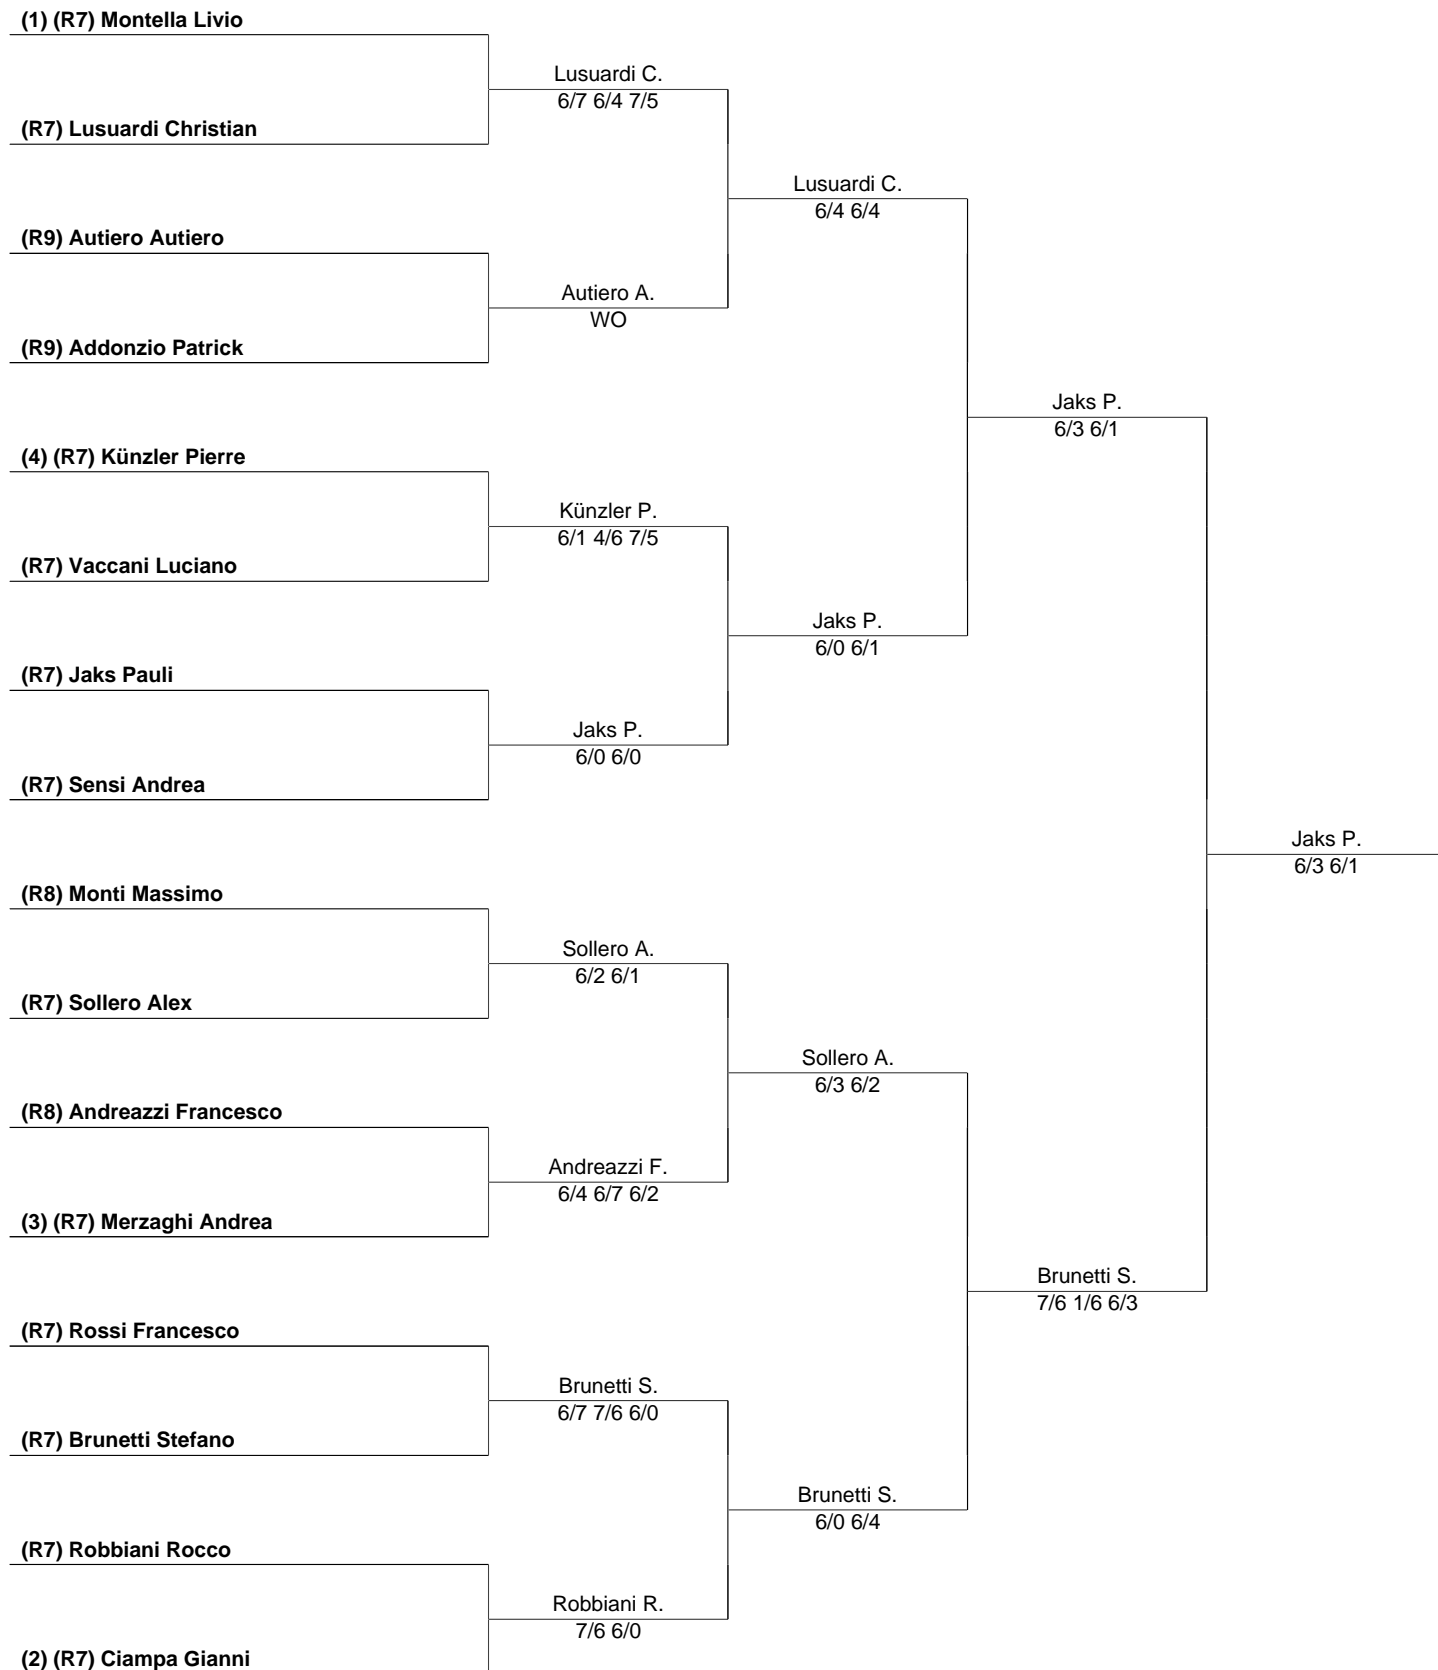 (1) (R7) Montella Livio
Lusuardi C.
6/7 6/4 7/5
(R7) Lusuardi Christian
Lusuardi C.
6/4 6/4
(R9) Autiero Autiero
Autiero A.
WO
(R9) Addonzio Patrick
Jaks P.
6/3 6/1
(4) (R7) Künzler Pierre
Künzler P.
6/1 4/6 7/5
(R7) Vaccani Luciano
Jaks P.
6/0 6/1
(R7) Jaks Pauli
Jaks P.
6/0 6/0
(R7) Sensi Andrea
Jaks P.
6/3 6/1
(R8) Monti Massimo
Sollero A.
6/2 6/1
(R7) Sollero Alex
Sollero A.
6/3 6/2
(R8) Andreazzi Francesco
Andreazzi F.
6/4 6/7 6/2
(3) (R7) Merzaghi Andrea
Brunetti S.
7/6 1/6 6/3
(R7) Rossi Francesco
Brunetti S.
6/7 7/6 6/0
(R7) Brunetti Stefano
Brunetti S.
6/0 6/4
(R7) Robbiani Rocco
Robbiani R.
7/6 6/0
(2) (R7) Ciampa Gianni